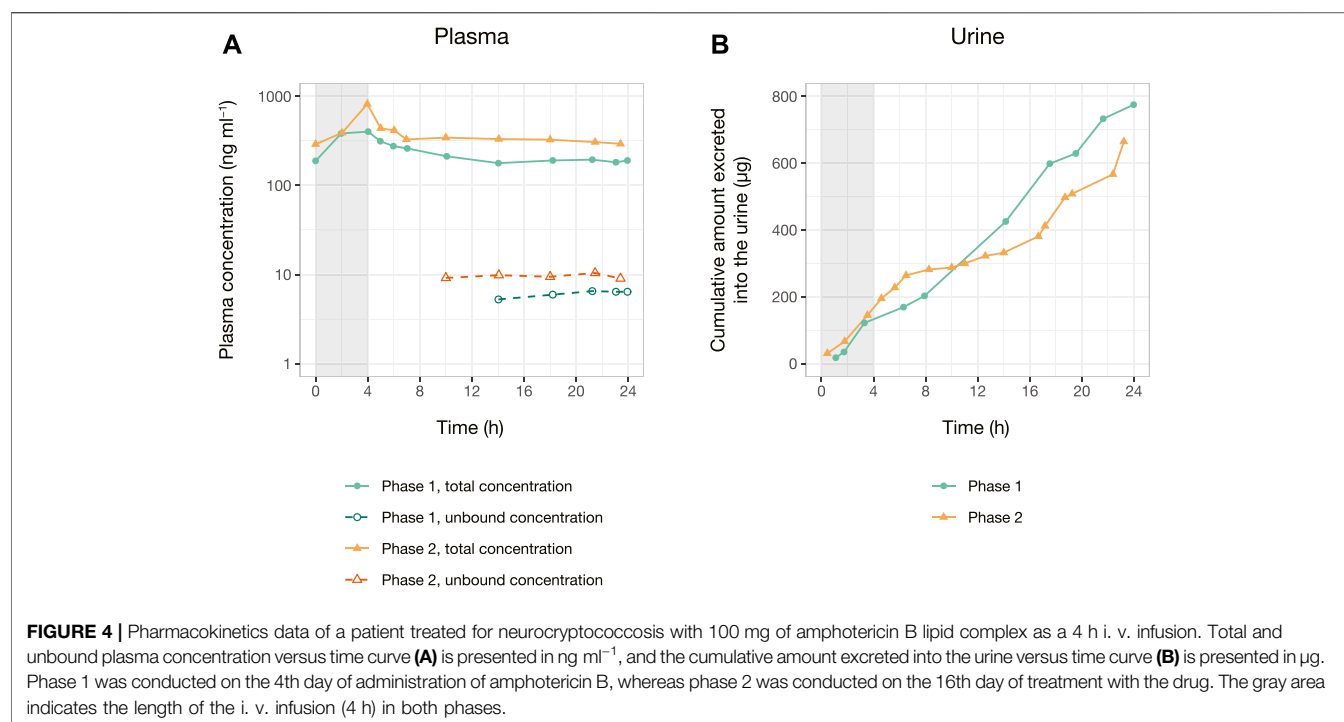 A
Plasma
Plasma concentration (ng ml⁻¹)
1000
100
10
1
0 4 8 12 16 20 24
Time (h)
Phase 1, total concentration
Phase 1, unbound concentration
Phase 2, total concentration
Phase 2, unbound concentration
B
Urine
Cumulative amount excreted
into the urine (µg)
800
600
400
200
0
0 4 8 12 16 20 24
Time (h)
Phase 1
Phase 2
FIGURE 4 | Pharmacokinetics data of a patient treated for neurocryptococcosis with 100 mg of amphotericin B lipid complex as a 4 h i. v. infusion. Total and
unbound plasma concentration versus time curve (A) is presented in ng ml⁻¹, and the cumulative amount excreted into the urine versus time curve (B) is presented in µg.
Phase 1 was conducted on the 4th day of administration of amphotericin B, whereas phase 2 was conducted on the 16th day of treatment with the drug. The gray area
indicates the length of the i. v. infusion (4 h) in both phases.